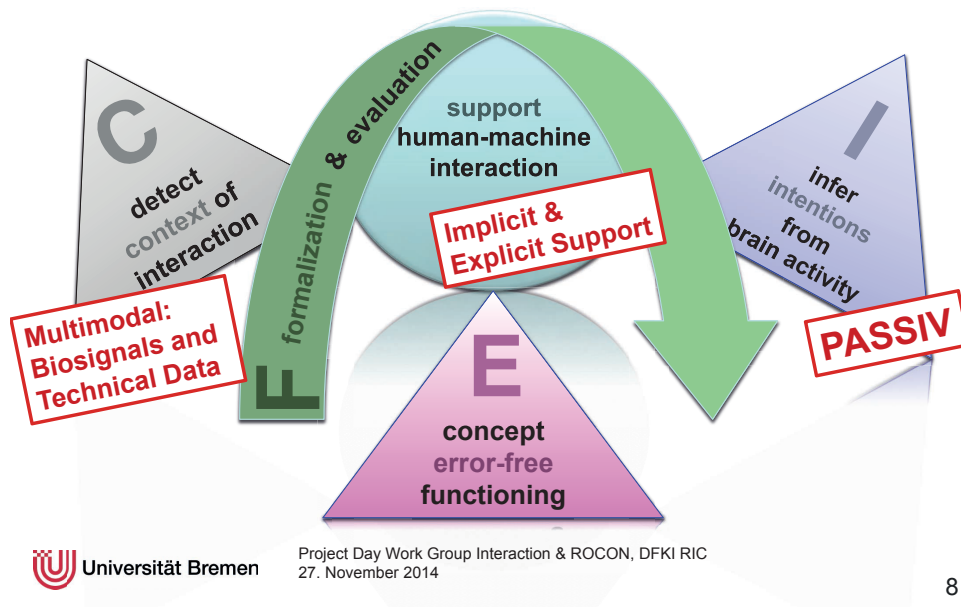 C
detect
context of
interaction
Multimodal:
Biosignals and
Technical Data
F formalization & evaluation
support
human-machine
interaction
Implicit &
Explicit Support
I
infer
intentions
from
brain activity
PASSIV
E
concept
error-free
functioning
Universität Bremen
Project Day Work Group Interaction & ROCON, DFKI RIC
27. November 2014
8